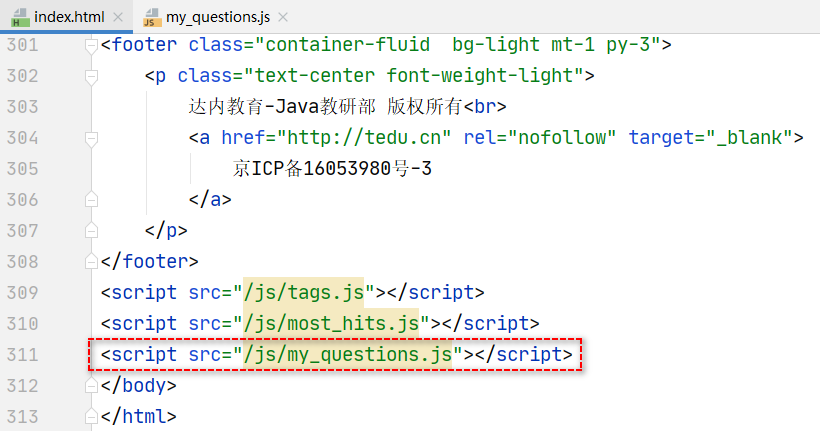 index.html my_questions.js
301 <footer class="container-fluid  bg-light mt-1 py-3">
302     <p class="text-center font-weight-light">
303         达内教育-Java教研部 版权所有<br>
304         <a href="http://tedu.cn" rel="nofollow" target="_blank">
305             京ICP备16053980号-3
306         </a>
307     </p>
308 </footer>
309 <script src="/js/tags.js"></script>
310 <script src="/js/most_hits.js"></script>
311 <script src="/js/my_questions.js"></script>
312 </body>
313 </html>